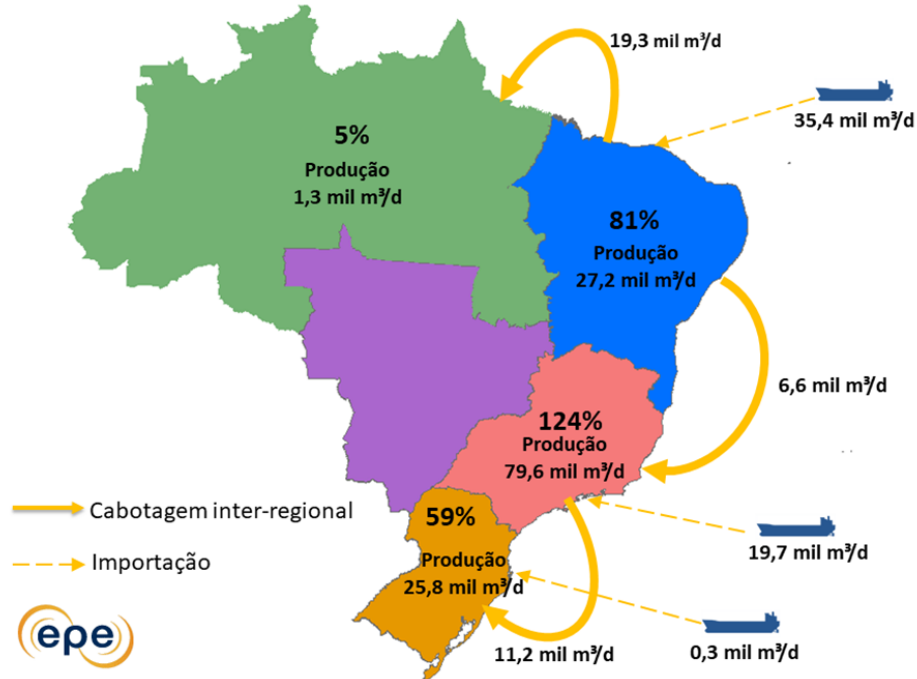 19,3 mil m³/d
35,4 mil m³/d
5%
Produção
1,3 mil m³/d
81%
Produção
27,2 mil m³/d
6,6 mil m³/d
124%
Produção
79,6 mil m³/d
Cabotagem inter-regional
59%
Importação
Produção
25,8 mil m³/d
19,7 mil m³/d
11,2 mil m³/d
0,3 mil m³/d
epe